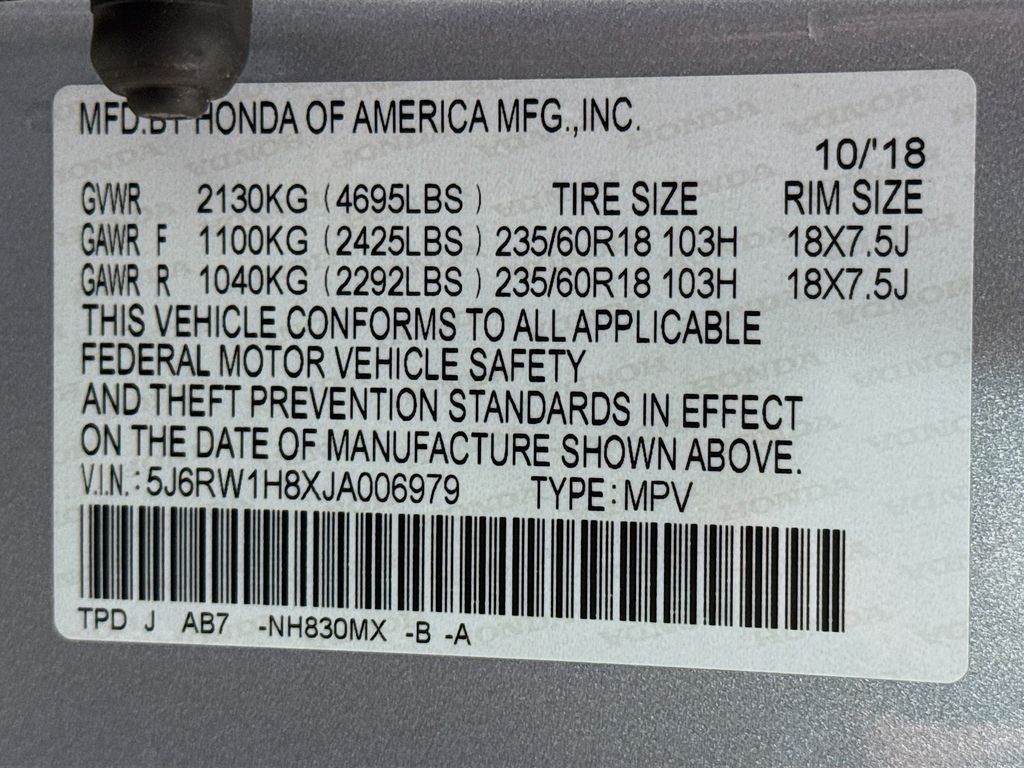 MFD.BY HONDA OF AMERICA MFG.,INC.
10/'18
GVWR 2130KG (4695LBS) TIRE SIZE RIM SIZE
GAWR F 1100KG (2425LBS) 235/60R18 103H 18X7.5J
GAWR R 1040KG (2292LBS) 235/60R18 103H 18X7.5J
THIS VEHICLE CONFORMS TO ALL APPLICABLE
FEDERAL MOTOR VEHICLE SAFETY
AND THEFT PREVENTION STANDARDS IN EFFECT
ON THE DATE OF MANUFACTURE SHOWN ABOVE.
V.I.N.: 5J6RW1H8XJA006979 TYPE: MPV
TPD J AB7 -NH830MX -B -A